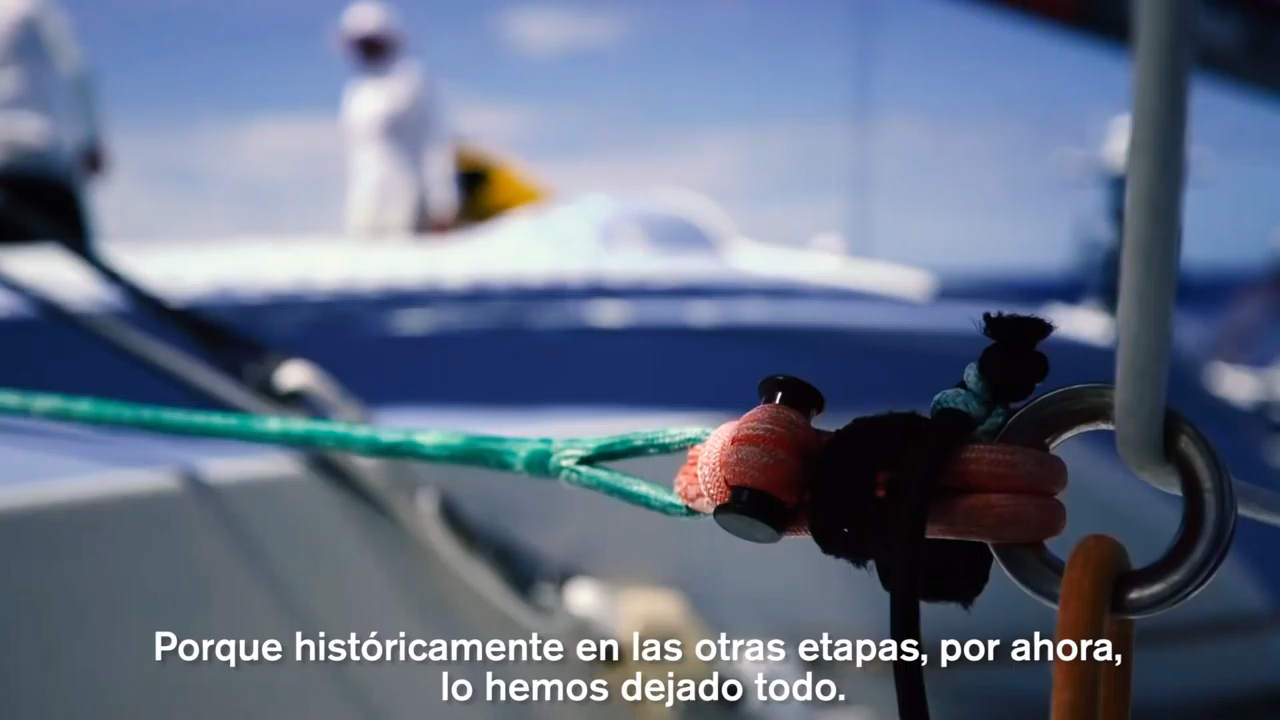 Porque históricamente en las otras etapas, por ahora,
lo hemos dejado todo.